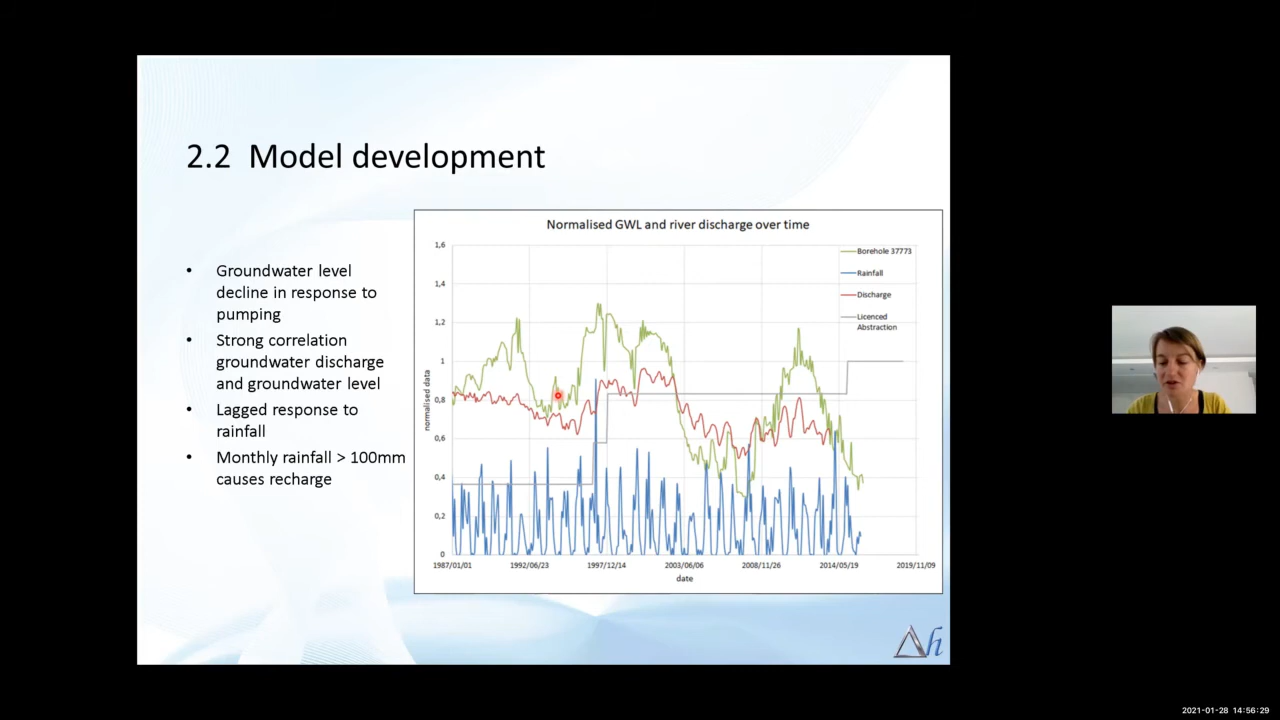 2.2 Model development
• Groundwater level
decline in response to
pumping
• Strong correlation
groundwater discharge
and groundwater level
• Lagged response to
rainfall
• Monthly rainfall > 100mm
causes recharge
Normalised GWL and river discharge over time
1,6
1,4
1,2
1
0,8
0,6
0,4
0,2
0
normalised data
Borehole 37773
Rainfall
Discharge
Licenced
Abstraction
1987/01/01 1992/06/23 1997/12/14 2003/06/06 2008/11/26 2014/05/19 2019/11/09
date
Δh
2021-01-28 14:56:29